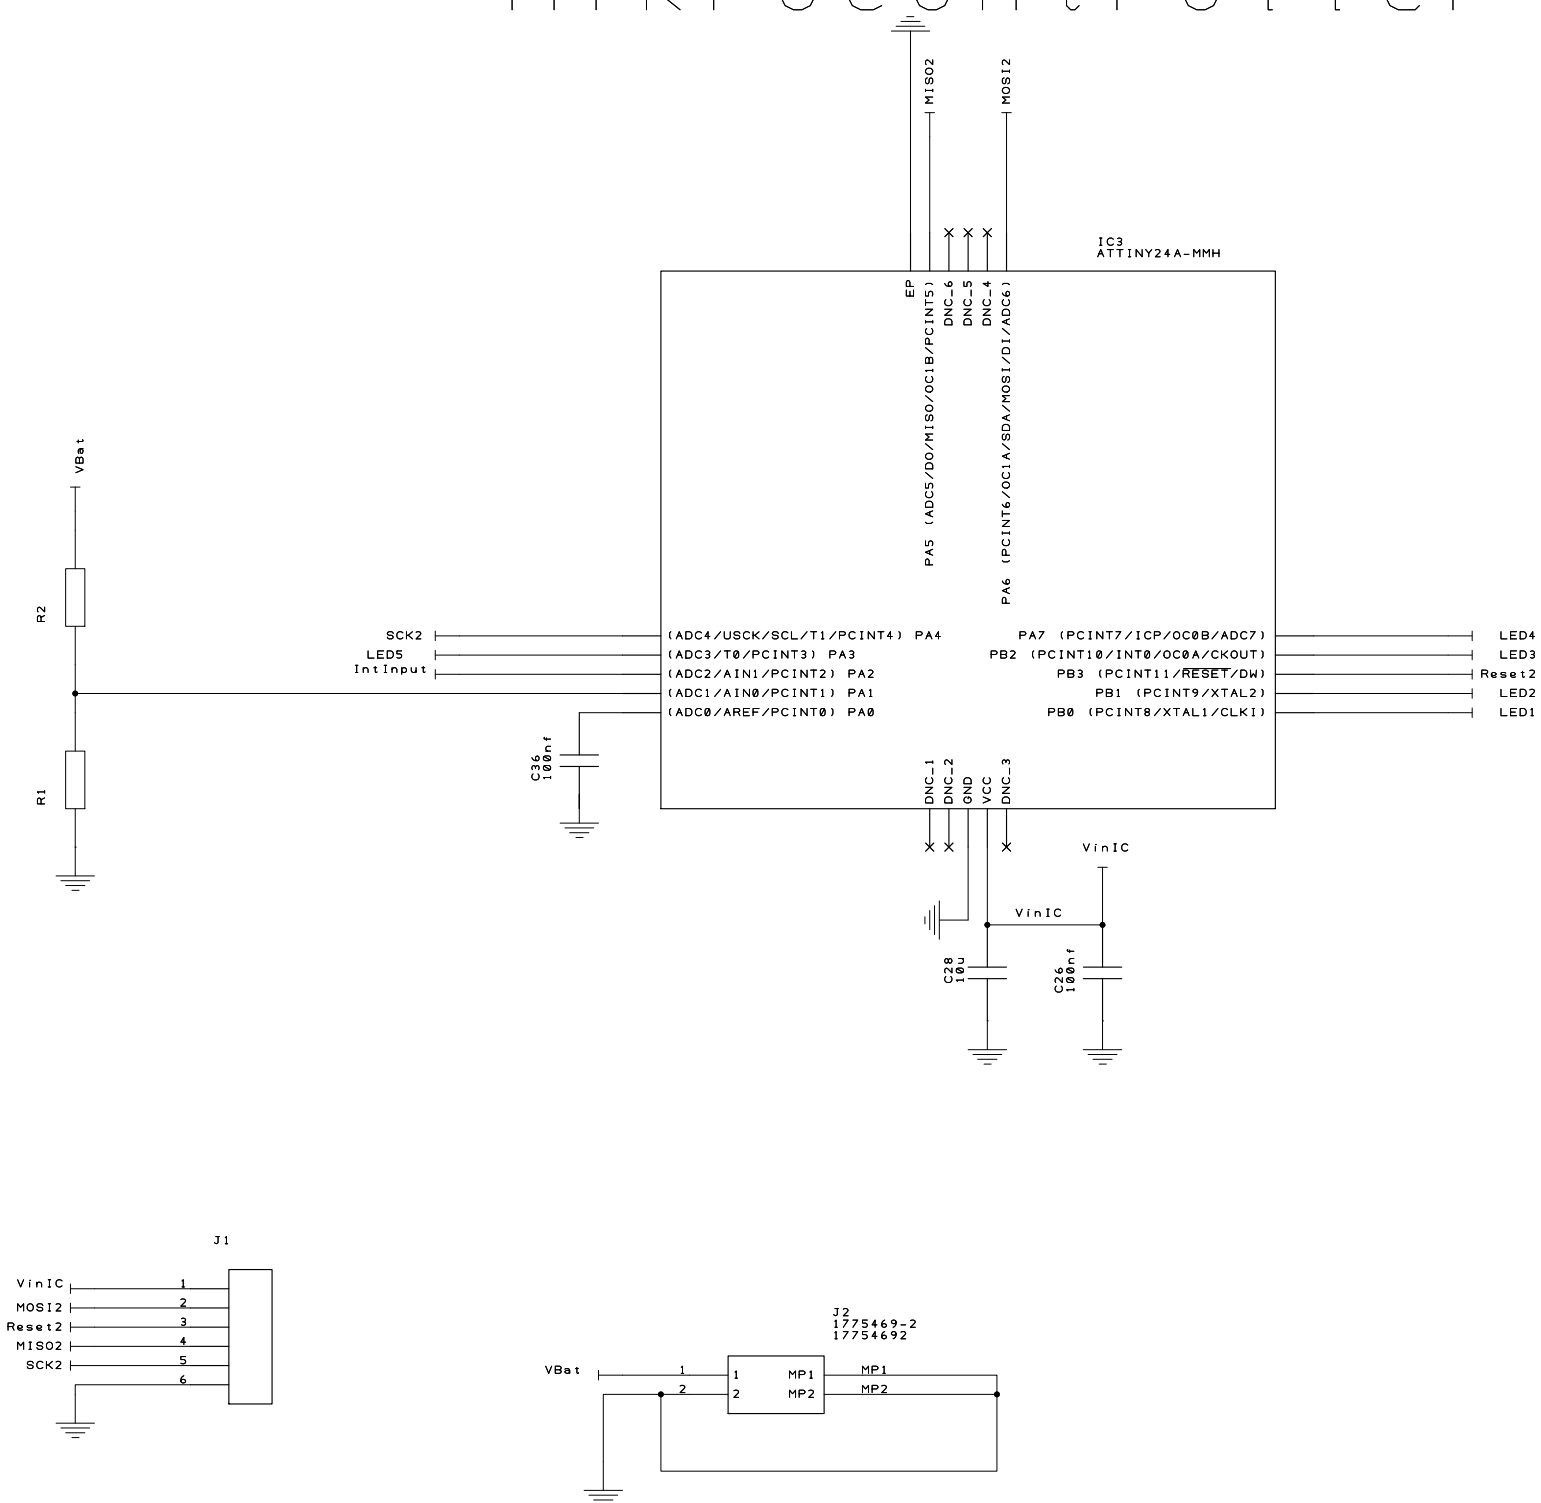 MISO2
MOSI2
IC3
ATTINY24A-MMH
EP
PA5 (ADC5/DO/MISO/OC1B/PCINT5)
DNC_6
DNC_5
DNC_4
PA6 (PCINT6/OC1A/SDA/MOSI/DI/ADC6)
VBat
R2
R1
SCK2
LED5
IntInput
(ADC4/USCK/SCL/T1/PCINT4) PA4
(ADC3/T0/PCINT3) PA3
(ADC2/AIN1/PCINT2) PA2
(ADC1/AIN0/PCINT1) PA1
(ADC0/AREF/PCINT0) PA0
PA7 (PCINT7/ICP/OC0B/ADC7)
PB2 (PCINT10/INT0/OC0A/CKOUT)
PB3 (PCINT11/RESET/DW)
PB1 (PCINT9/XTAL2)
PB0 (PCINT8/XTAL1/CLKI)
LED4
LED3
Reset2
LED2
LED1
C36
100nf
DNC_1
DNC_2
GND
VCC
DNC_3
VinIC
VinIC
C28
10u
C26
100nf
J1
VinIC 1
MOSI2 2
Reset2 3
MISO2 4
SCK2 5
6
J2
1775469-2
17754692
VBat 1 1 MP1 MP1
2 2 MP2 MP2